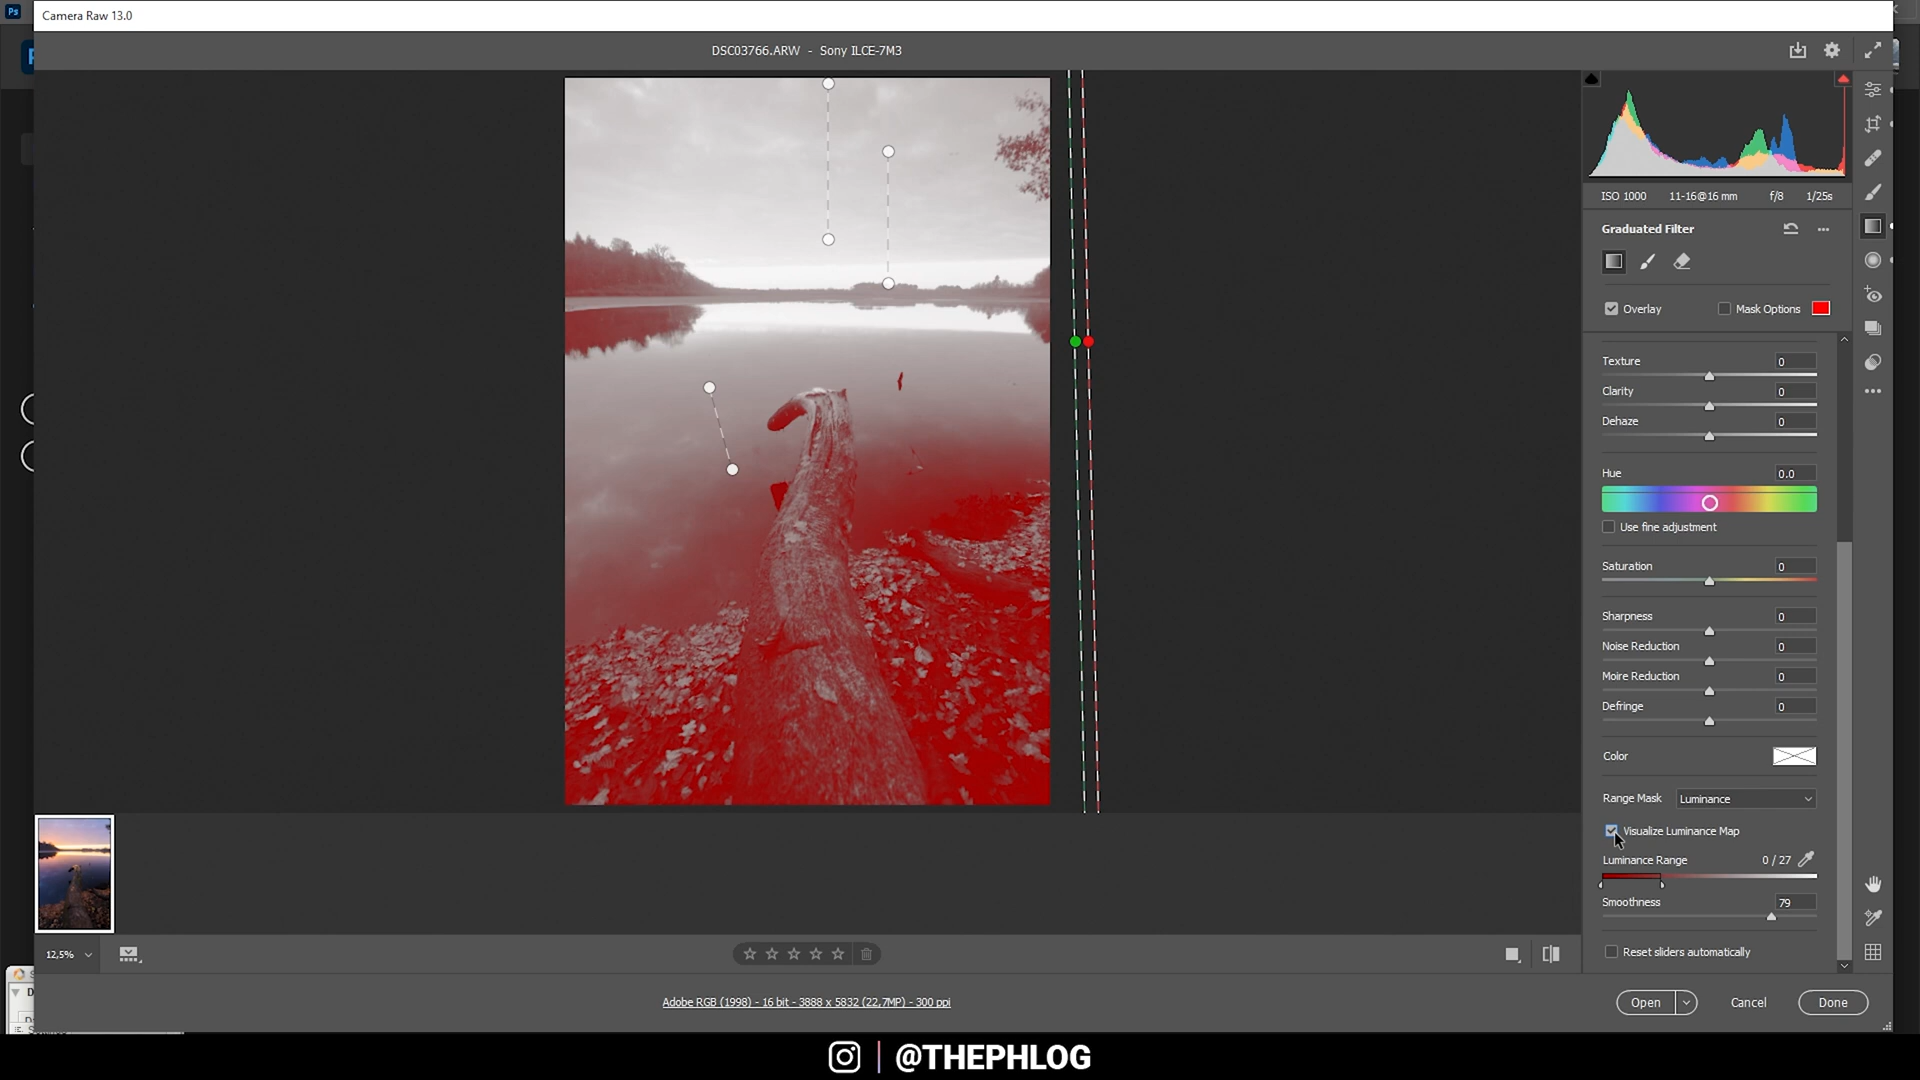 Ps
Camera Raw 13.0
DSC03766.ARW - Sony ILCE-7M3
ISO 1000 11-16@16 mm f/8 1/25s
Graduated Filter
Overlay Mask Options
Texture 0
Clarity 0
Dehaze 0
Hue 0.0
Use fine adjustment
Saturation 0
Sharpness 0
Noise Reduction 0
Moire Reduction 0
Defringe 0
Color
Range Mask Luminance
Visualize Luminance Map
Luminance Range 0 / 27
Smoothness 79
Reset sliders automatically
12,5%
Adobe RGB (1998) - 16 bit - 3888 x 5832 (22,7MP) - 300 ppi
Open Cancel Done
@THEPHLOG